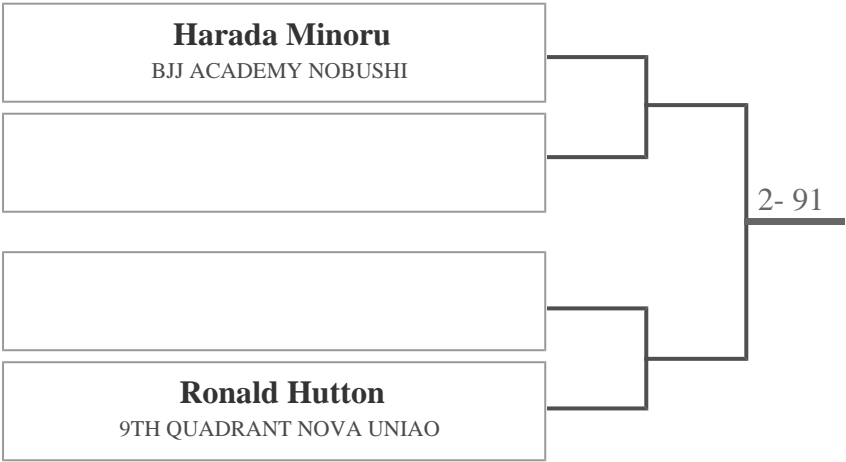 Harada Minoru
BJJ ACADEMY NOBUSHI
2- 91
Ronald Hutton
9TH QUADRANT NOVA UNIAO